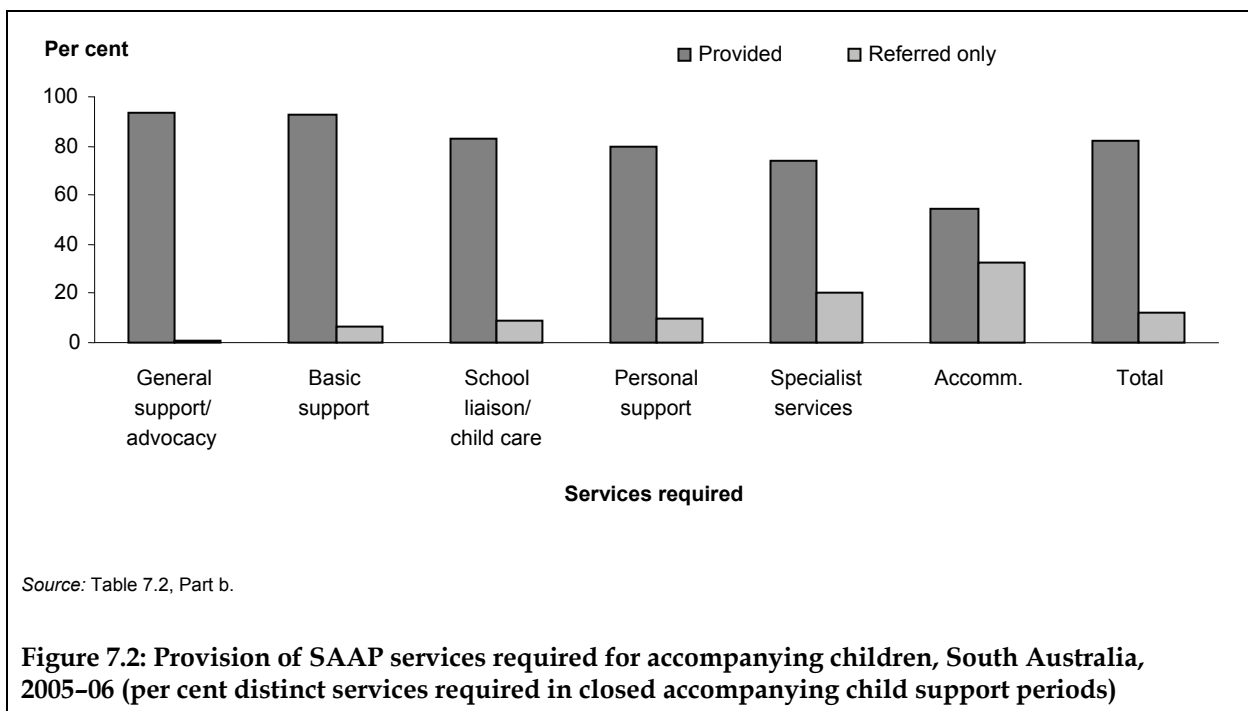 Per cent
Provided Referred only
100
80
60
40
20
0
General
support/
advocacy
Basic
support
School
liaison/
child care
Personal
support
Specialist
services
Accomm.
Total
Services required
Source: Table 7.2, Part b.
Figure 7.2: Provision of SAAP services required for accompanying children, South Australia,
2005–06 (per cent distinct services required in closed accompanying child support periods)